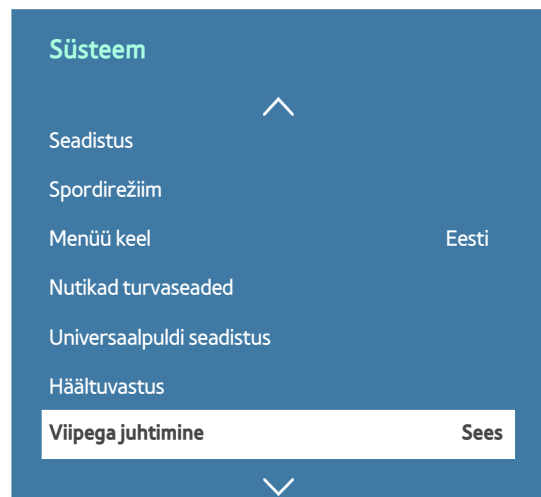 Süsteem
Seadistus
Spordirežiim
Menüü keel Eesti
Nutikad turvaseaded
Universaalpuldi seadistus
Häältuvastus
Viipega juhtimine Sees